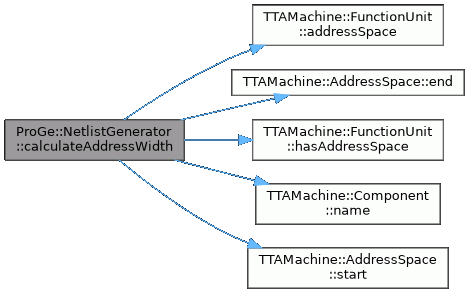 TTAMachine::FunctionUnit
::addressSpace
TTAMachine::AddressSpace::end
ProGe::NetlistGenerator
::calculateAddressWidth
TTAMachine::FunctionUnit
::hasAddressSpace
TTAMachine::Component
::name
TTAMachine::AddressSpace
::start